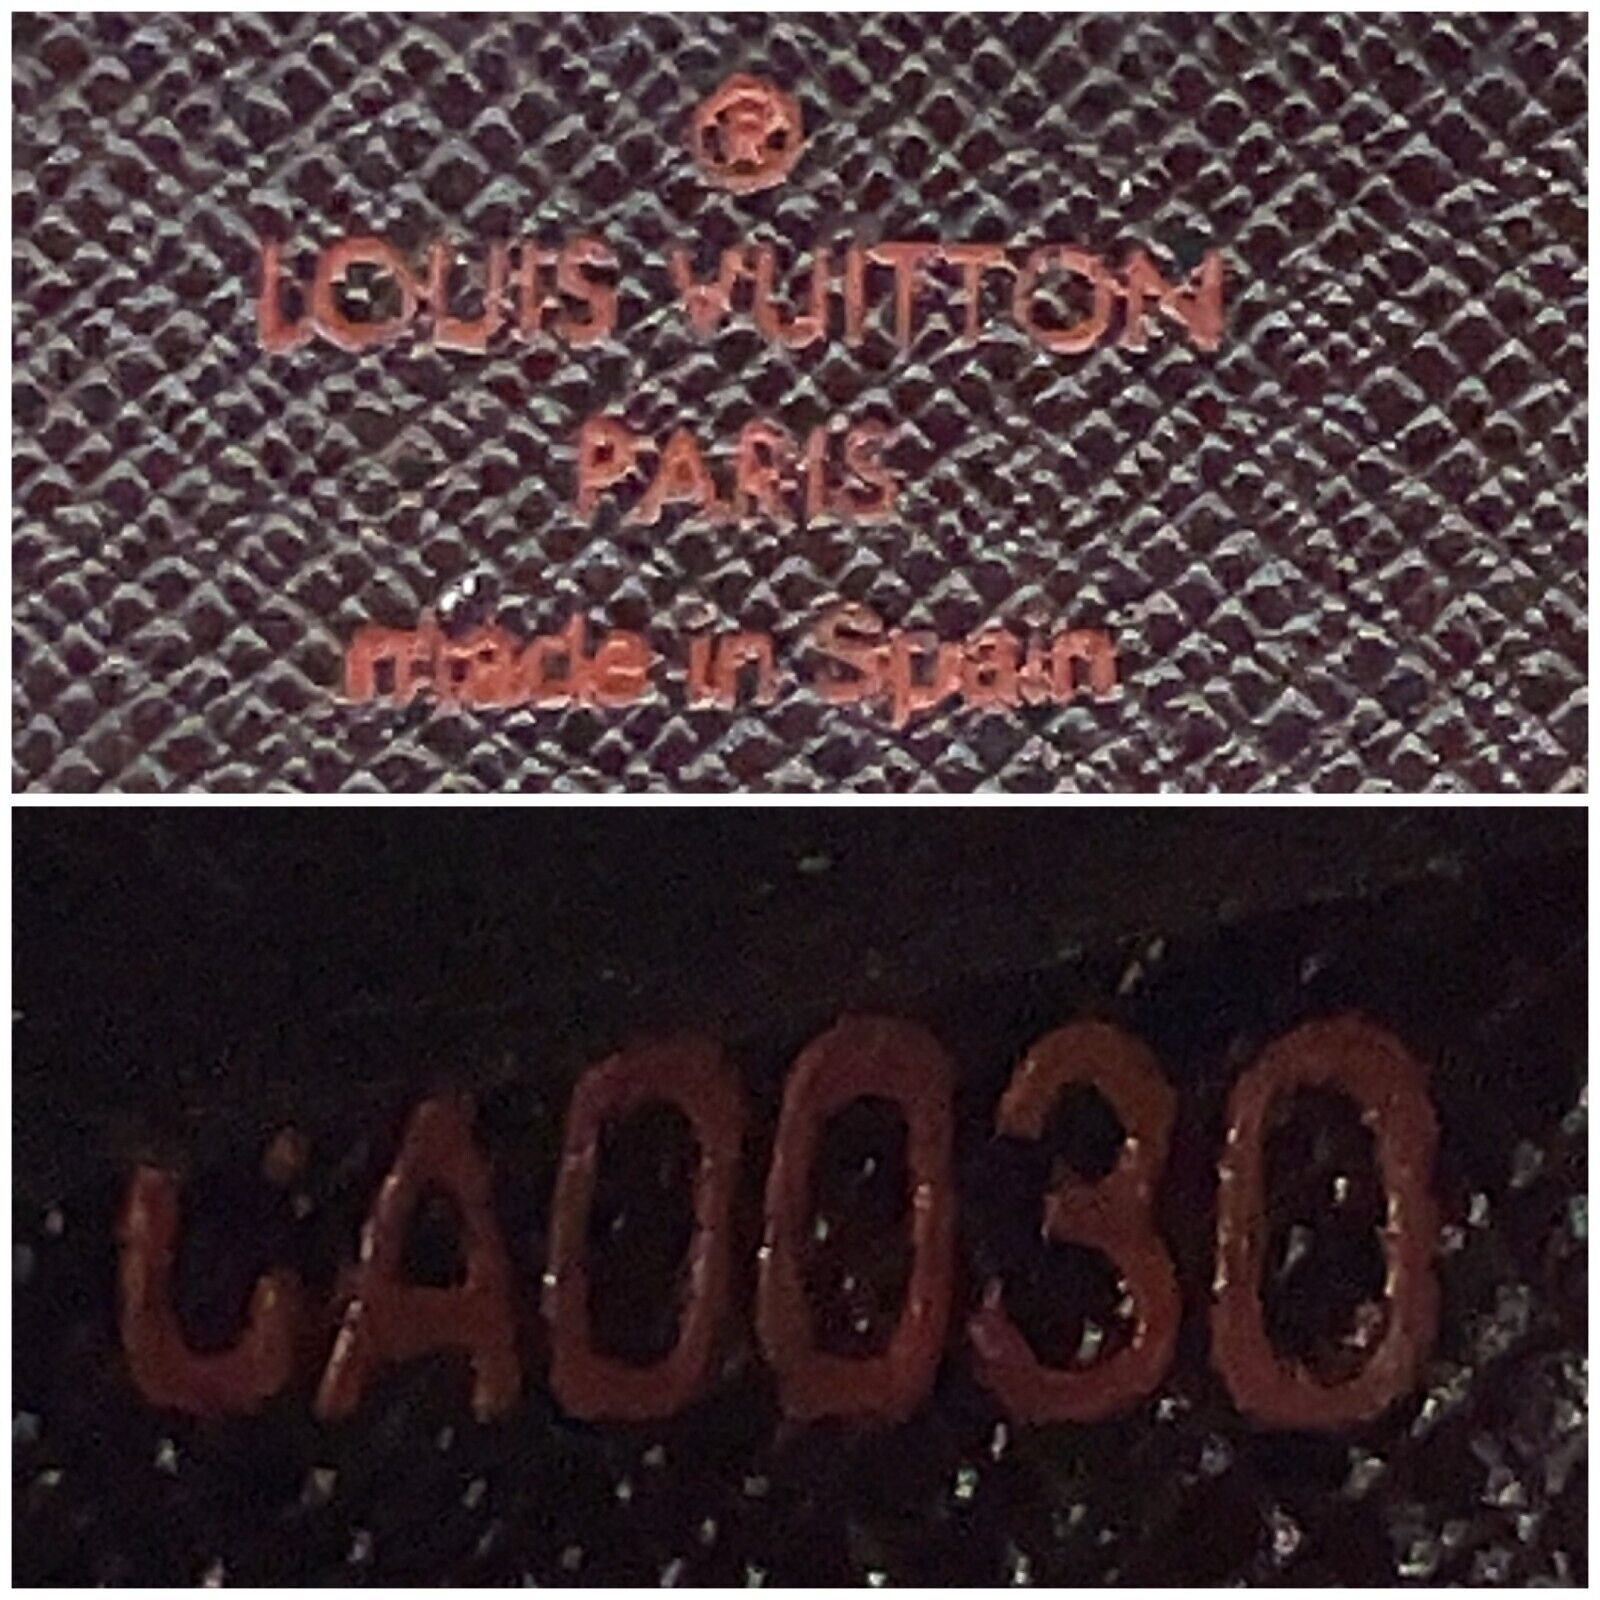 ®
LOUIS VUITTON
PARIS
made in Spain
CA0030